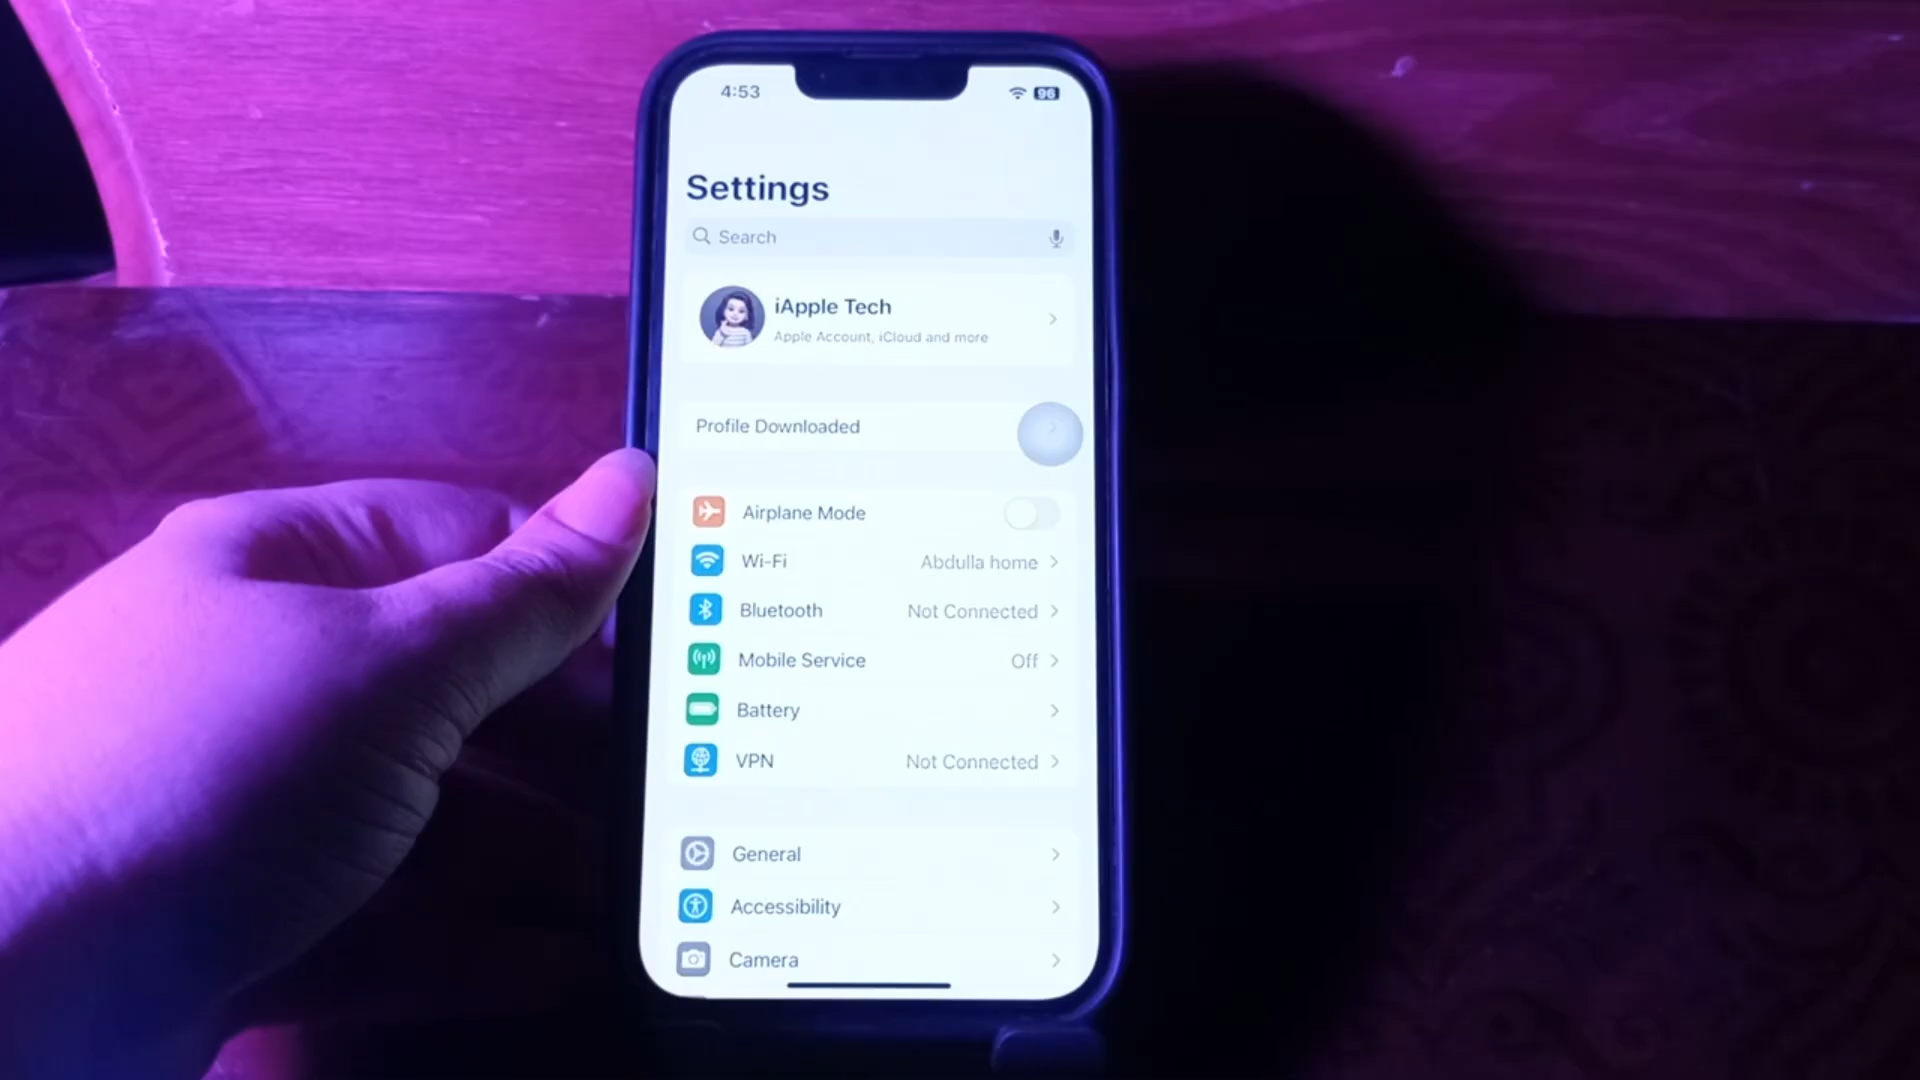 4:53
96
Settings
Search
iApple Tech
Apple Account, iCloud and more
Profile Downloaded
Airplane Mode
Wi-Fi Abdulla home
Bluetooth Not Connected
Mobile Service Off
Battery
VPN Not Connected
General
Accessibility
Camera